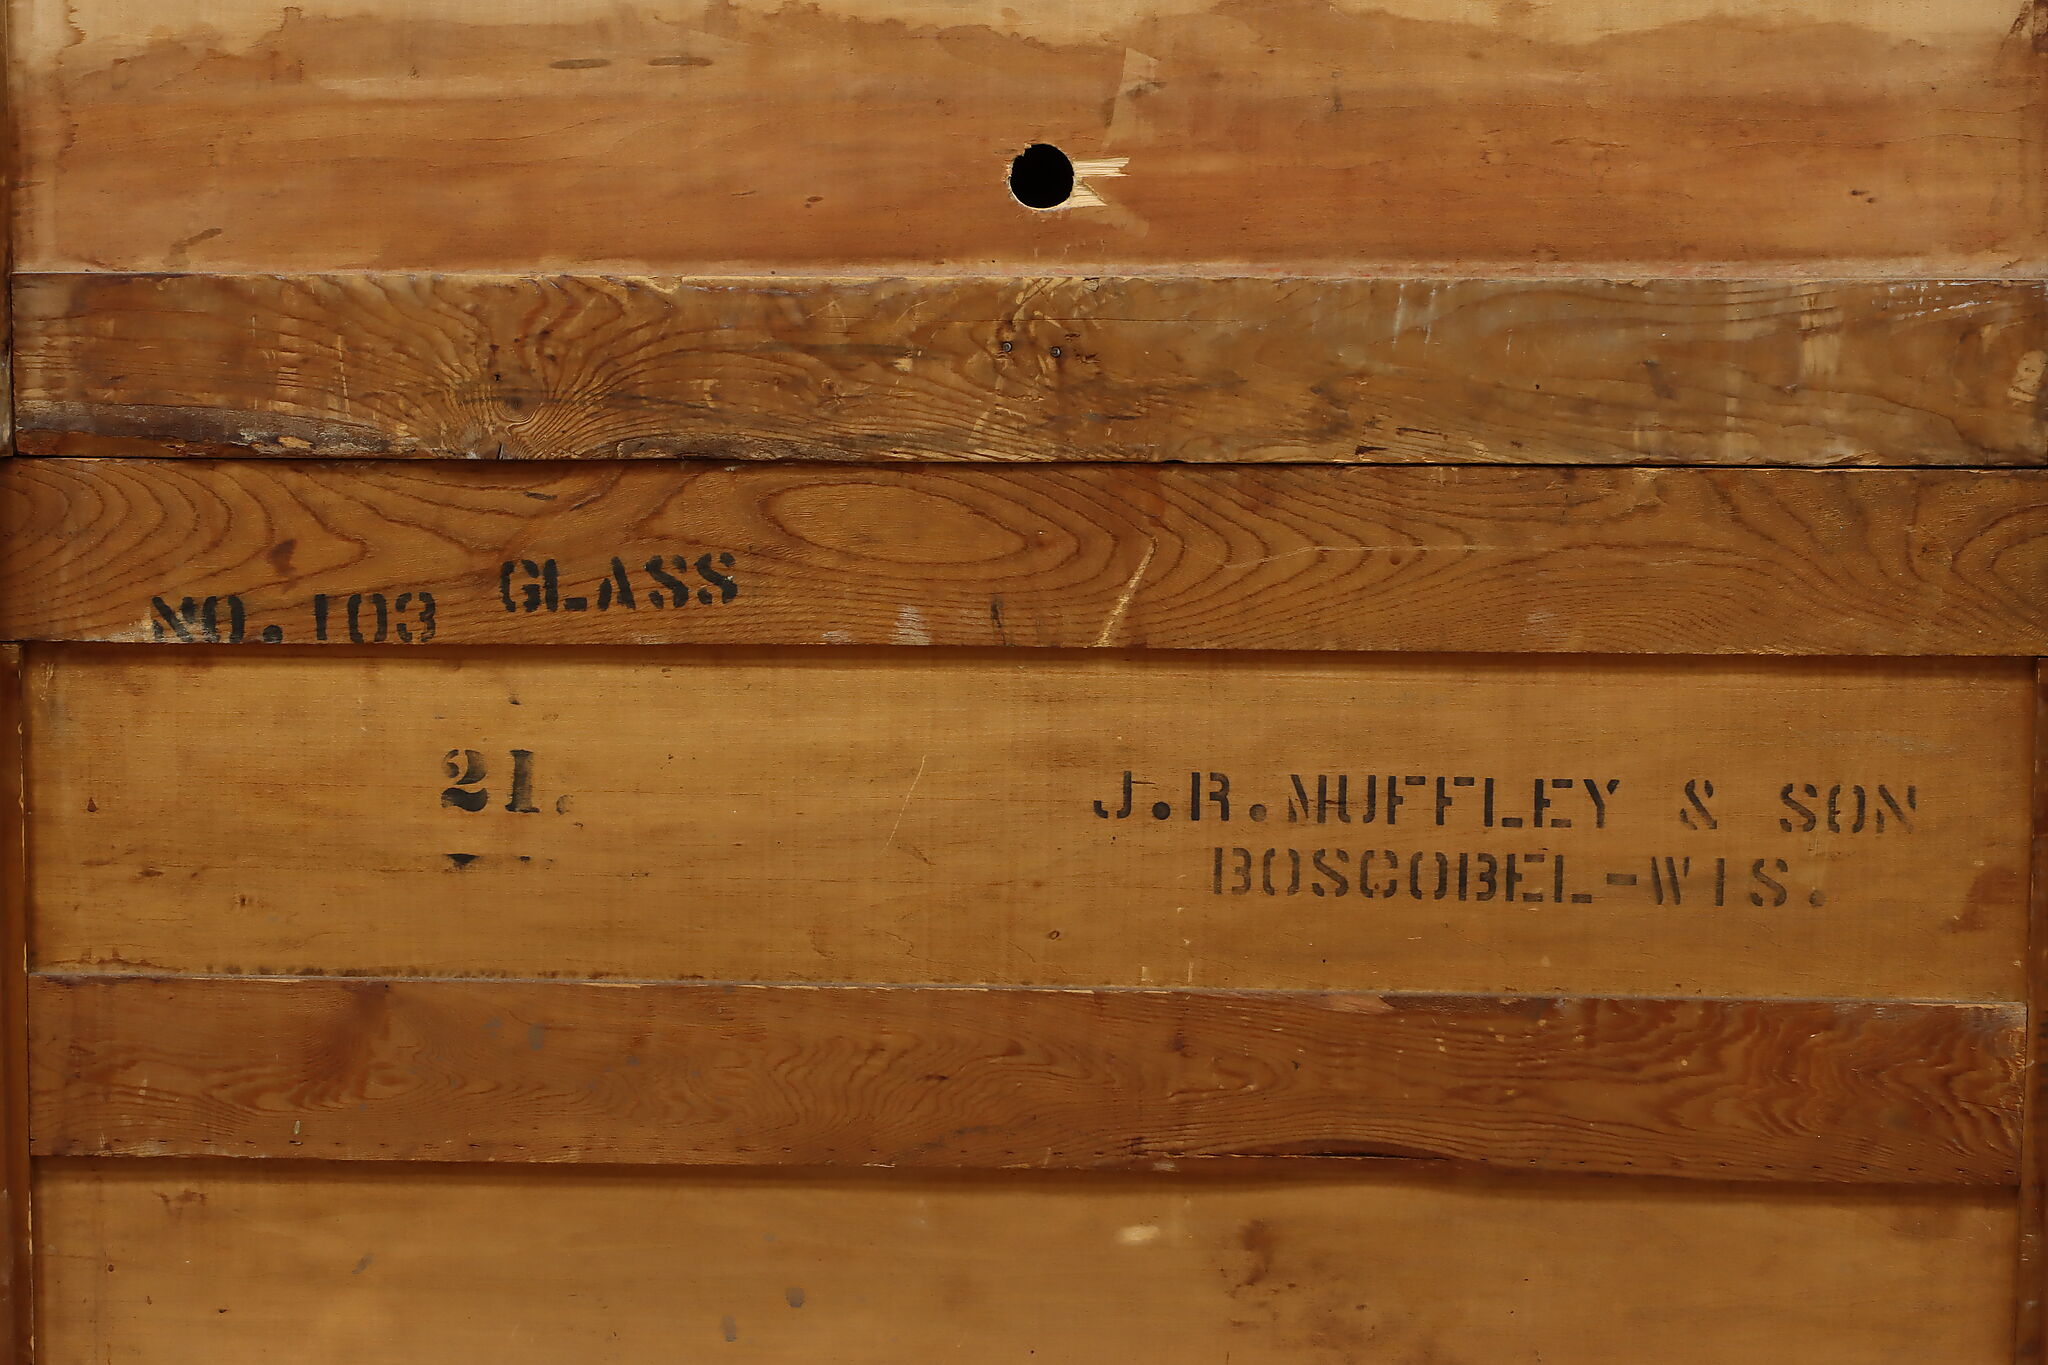 NO. 103 GLASS
21.
J.R. MUFFLEY & SON
BOSCOBEL-WIS.